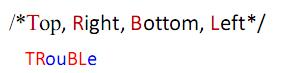 /*Top, Right, Bottom, Left*/
TRouBLe